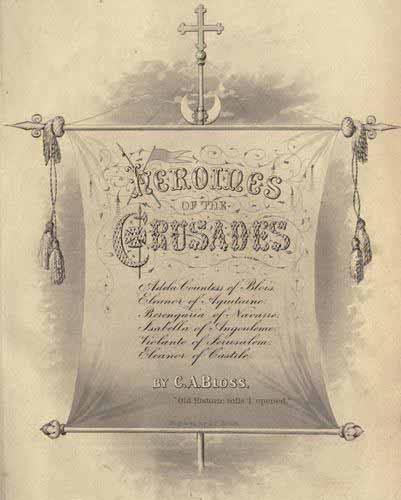 HEROINES
OF THE
CRUSADES
Adela Countess of Blois.
Eleanor of Aquitaine.
Berengaria of Navarre.
Isabella of Angouleme.
Violante of Jerusalem.
Eleanor of Castile.
BY C.A.BLOSS.
"Old Historic rolls I opened."